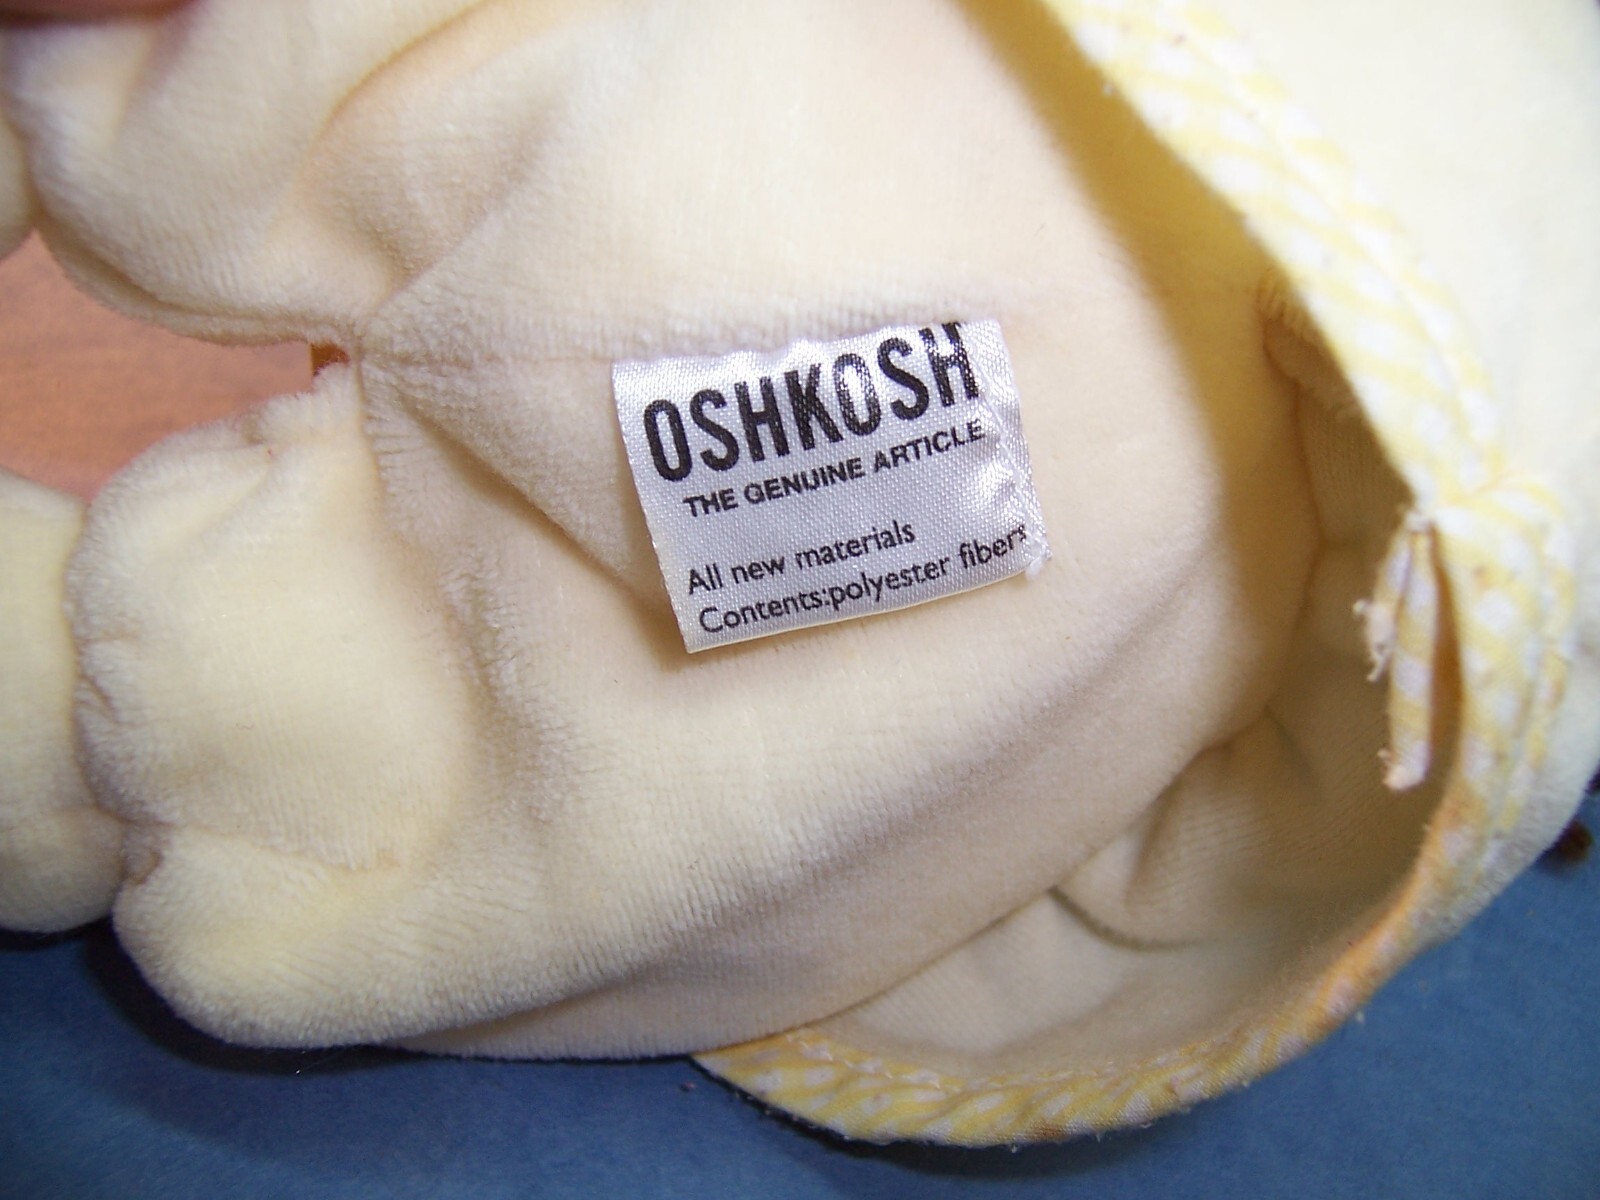 OSHKOSH
THE GENUINE ARTICLE
All new materials
Contents:polyester fibers